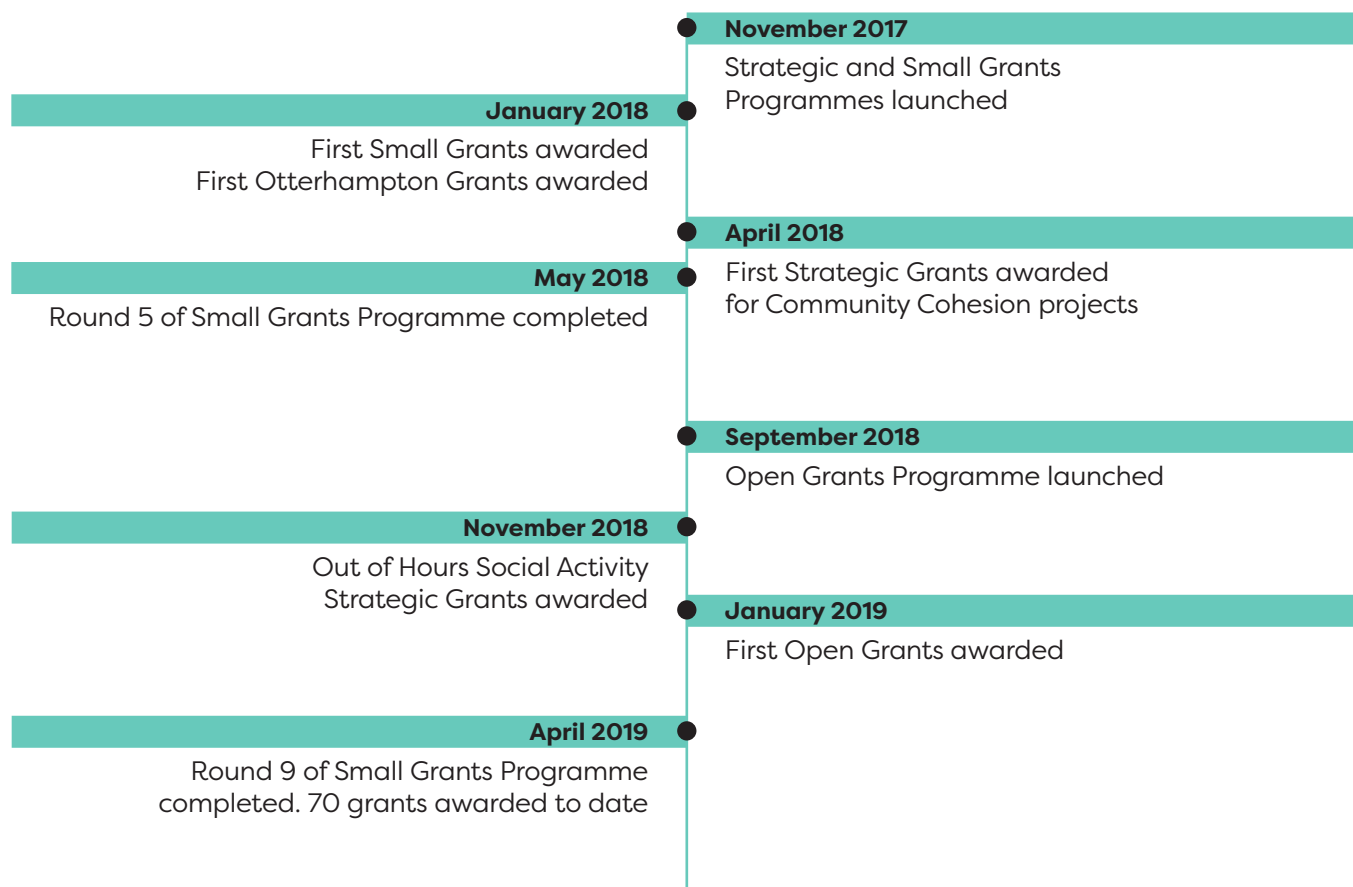 November 2017
Strategic and Small Grants
Programmes launched
January 2018
First Small Grants awarded
First Otterhampton Grants awarded
April 2018
First Strategic Grants awarded
for Community Cohesion projects
May 2018
Round 5 of Small Grants Programme completed
September 2018
Open Grants Programme launched
November 2018
Out of Hours Social Activity
Strategic Grants awarded
January 2019
First Open Grants awarded
April 2019
Round 9 of Small Grants Programme
completed. 70 grants awarded to date